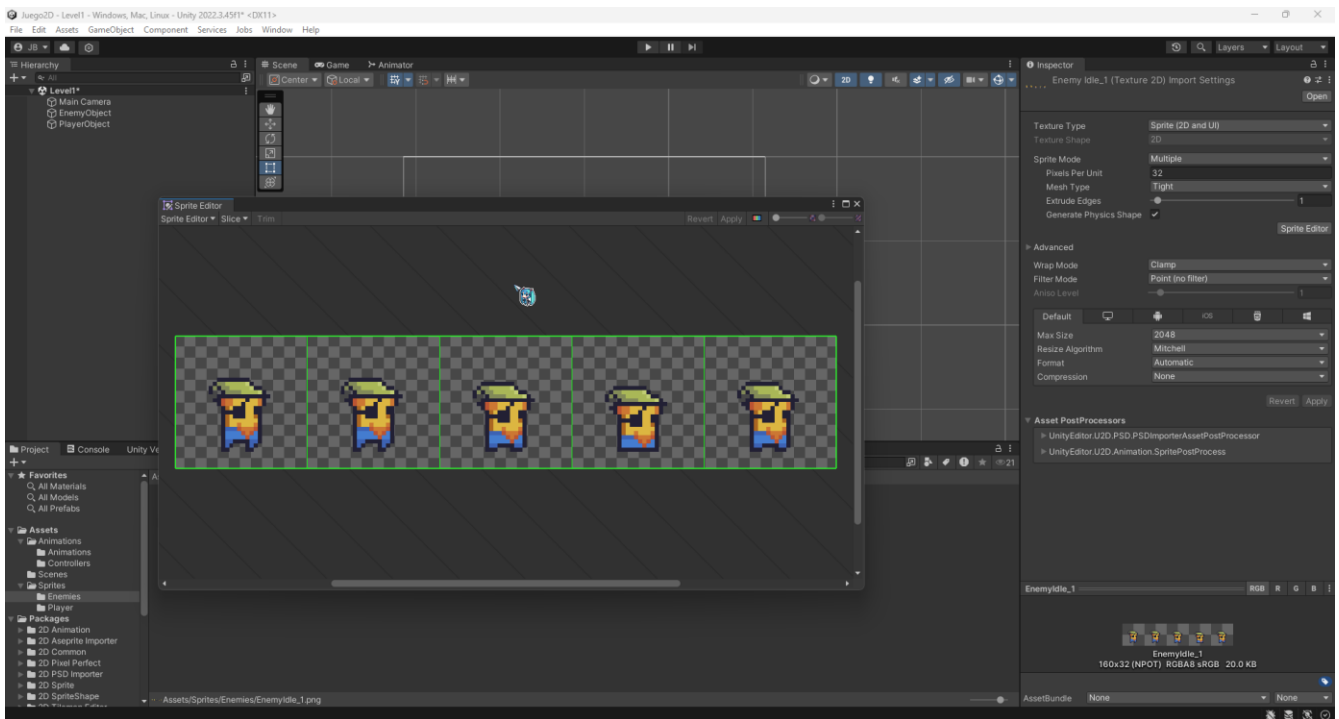 Juego2D - Level1 - Windows, Mac, Linux - Unity 2022.3.45f1* <DX11>
File Edit Assets GameObject Component Services Jobs Window Help
JB
Layers Layout
Hierarchy
All
Level1*
Main Camera
EnemyObject
PlayerObject
Scene Game Animator
Center Local
2D
Sprite Editor
Sprite Editor Slice Trim
Revert Apply
Inspector
Enemy Idle_1 (Texture 2D) Import Settings
Open
Texture Type Sprite (2D and UI)
Texture Shape 2D
Sprite Mode Multiple
Pixels Per Unit 32
Mesh Type Tight
Extrude Edges 1
Generate Physics Shape
Sprite Editor
Advanced
Wrap Mode Clamp
Filter Mode Point (no filter)
Aniso Level 1
Default iOS
Max Size 2048
Resize Algorithm Mitchell
Format Automatic
Compression None
Revert Apply
Asset PostProcessors
UnityEditor.U2D.PSD.PSDImporterAssetPostProcessor
UnityEditor.U2D.Animation.SpritePostProcess
Project Console Unity Ve
21
Favorites
All Materials
All Models
All Prefabs
Assets
Animations
Animations
Controllers
Scenes
Sprites
Enemies
Player
Packages
2D Animation
2D Aseprite Importer
2D Common
2D Pixel Perfect
2D PSD Importer
2D Sprite
2D SpriteShape
Assets/Sprites/Enemies/EnemyIdle_1.png
EnemyIdle_1 RGB R G B
EnemyIdle_1
160x32 (NPOT) RGBA8 sRGB 20.0 KB
AssetBundle None None